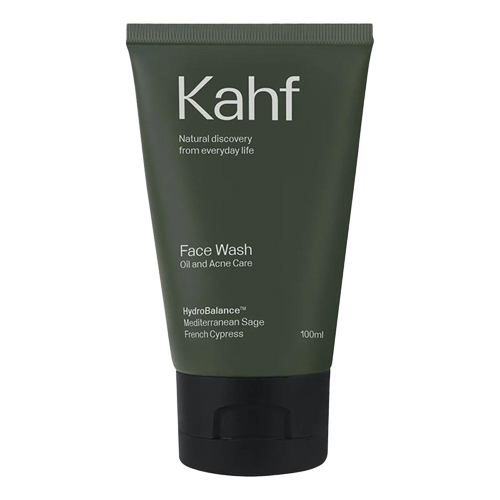 Kahf
Natural discovery
from everyday life
Face Wash
Oil and Acne Care
HydroBalance™
Mediterranean Sage
French Cypress
100ml